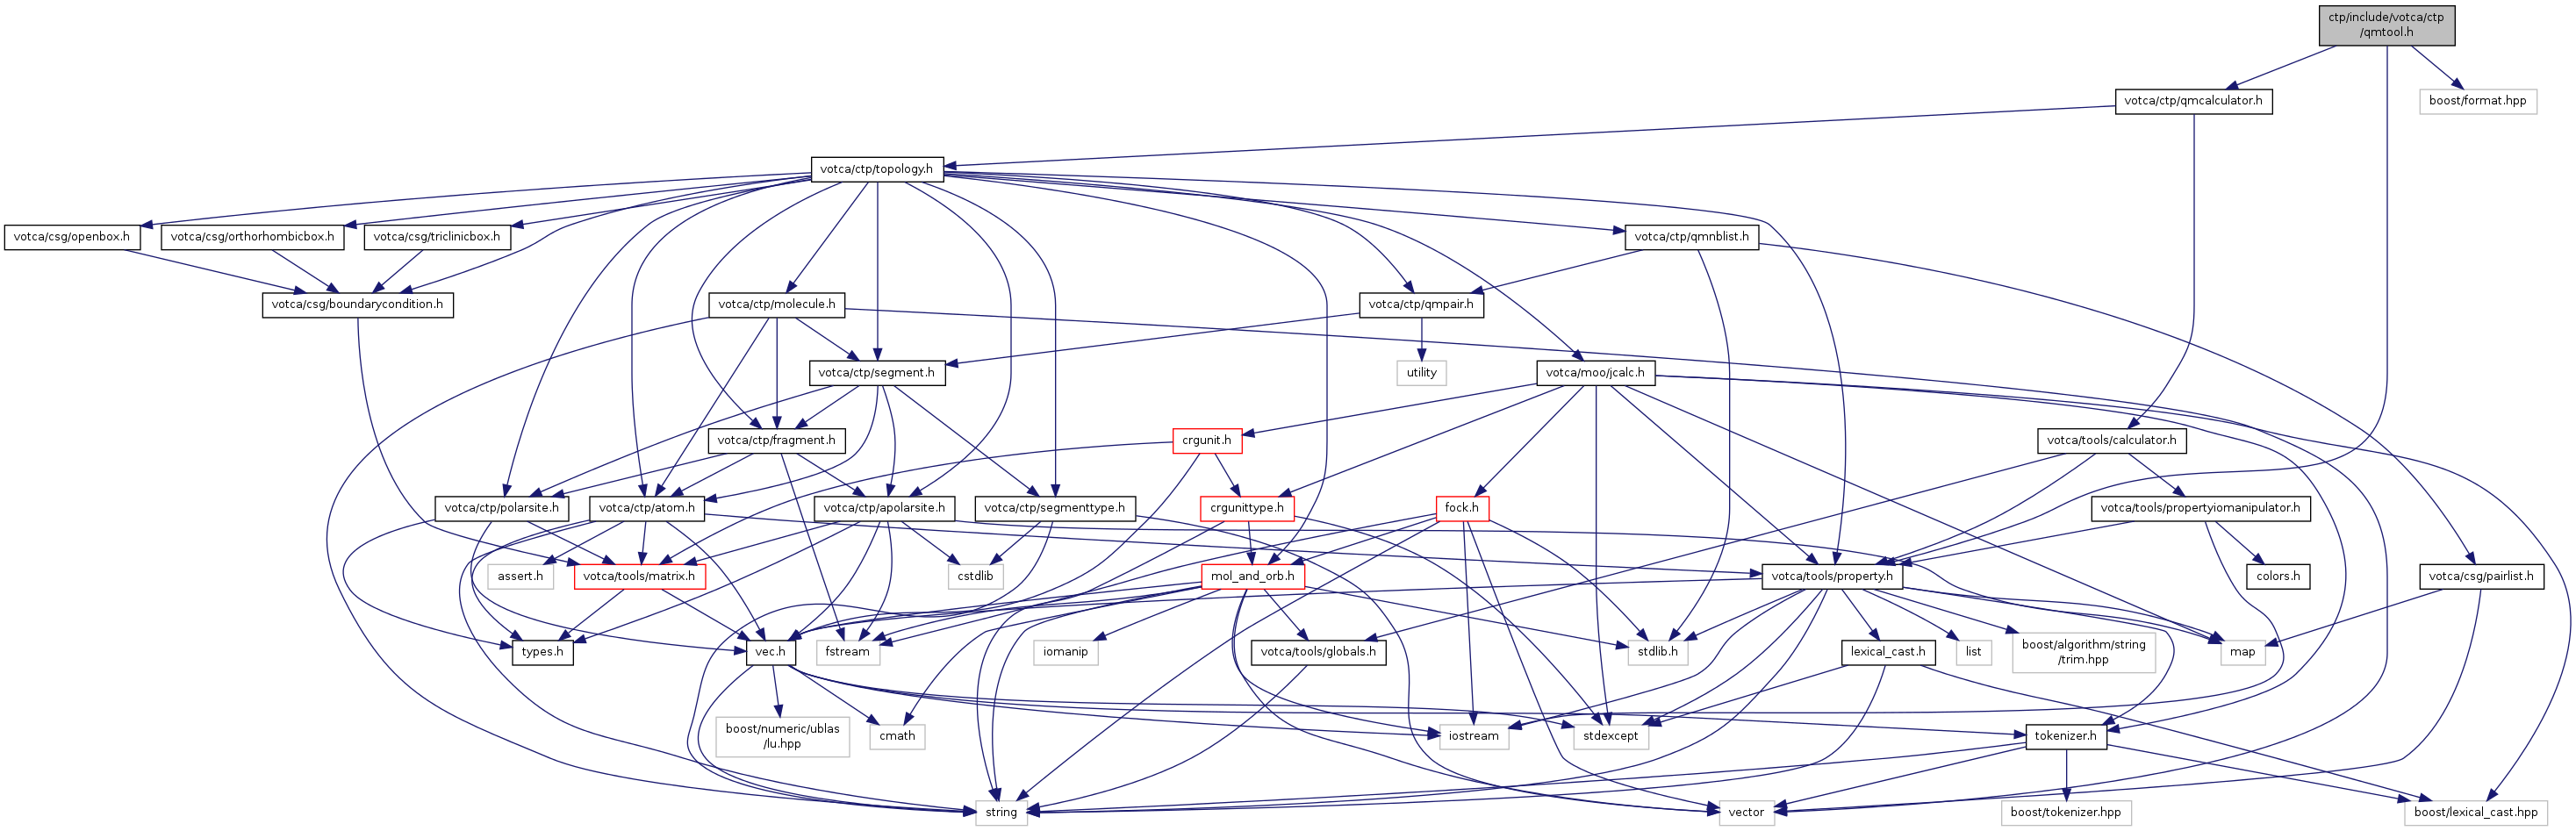 ctp/include/votca/ctp
/qmtool.h
votca/ctp/qmcalculator.h
boost/format.hpp
votca/ctp/topology.h
votca/csg/openbox.h
votca/csg/orthorhombicbox.h
votca/csg/triclinicbox.h
votca/ctp/qmnblist.h
votca/csg/boundarycondition.h
votca/ctp/molecule.h
votca/ctp/qmpair.h
votca/ctp/segment.h
utility
votca/moo/jcalc.h
votca/ctp/fragment.h
crgunit.h
votca/tools/calculator.h
votca/ctp/polarsite.h
votca/ctp/atom.h
votca/ctp/apolarsite.h
votca/ctp/segmenttype.h
crgunittype.h
fock.h
votca/tools/propertyiomanipulator.h
assert.h
votca/tools/matrix.h
cstdlib
mol_and_orb.h
votca/tools/property.h
colors.h
votca/csg/pairlist.h
types.h
vec.h
fstream
iomanip
votca/tools/globals.h
stdlib.h
lexical_cast.h
list
boost/algorithm/string
/trim.hpp
map
boost/numeric/ublas
/lu.hpp
cmath
iostream
stdexcept
tokenizer.h
string
vector
boost/tokenizer.hpp
boost/lexical_cast.hpp